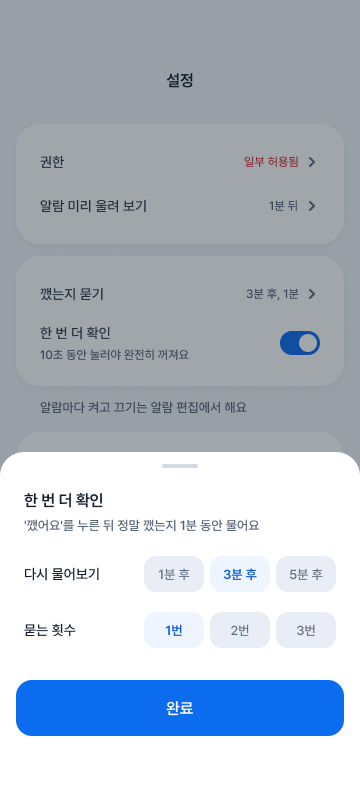 설정
권한 일부 허용됨
알람 미리 울려 보기 1분 뒤
깼는지 묻기 3분 후, 1분
한 번 더 확인
10초 동안 눌러야 완전히 꺼져요
알람마다 켜고 끄기는 알람 편집에서 해요
한 번 더 확인
'깼어요'를 누른 뒤 정말 깼는지 1분 동안 물어요
다시 물어보기 1분 후 3분 후 5분 후
묻는 횟수 1번 2번 3번
완료